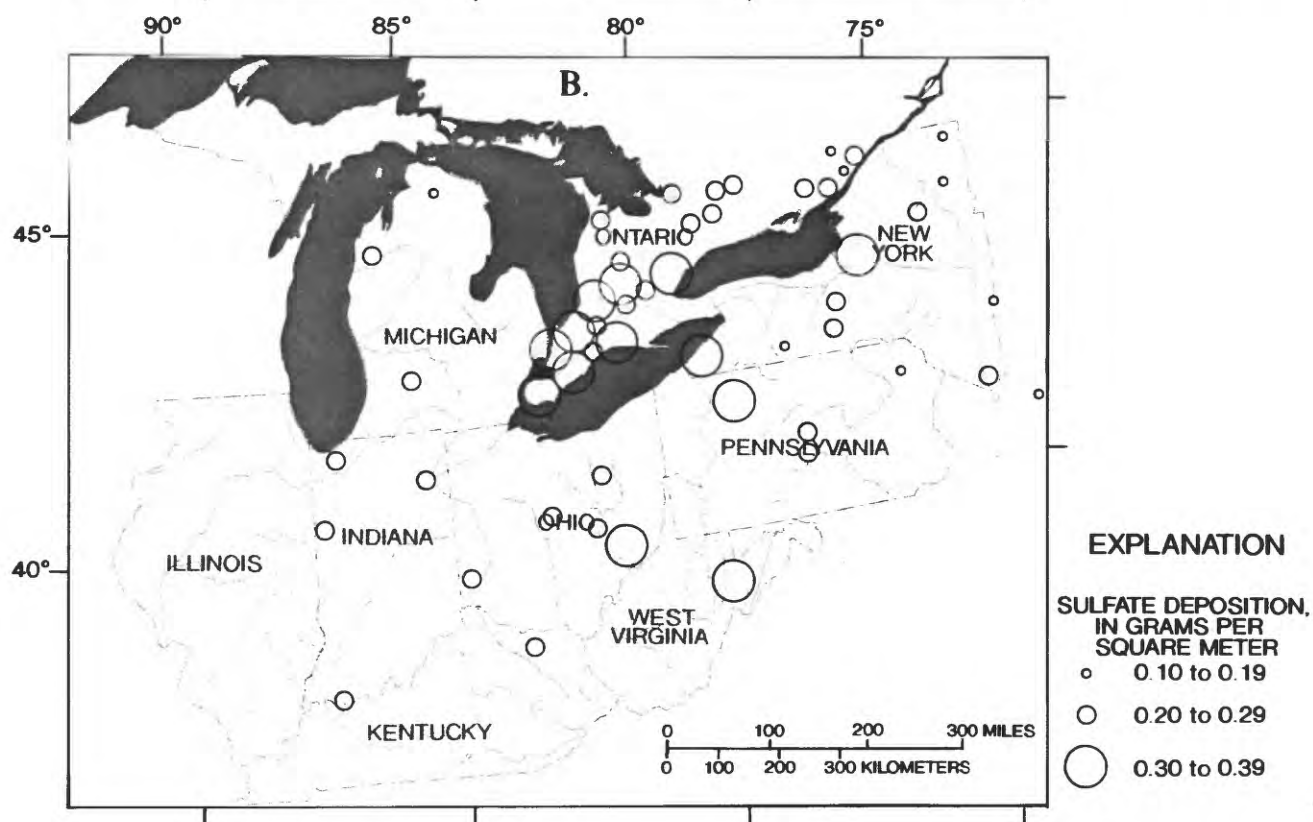 90° 85° 80° 75°
B.
45°
ONTARIO
NEW
YORK
MICHIGAN
PENNSLYVANIA
OHIO
INDIANA
ILLINOIS
40°
WEST
VIRGINIA
KENTUCKY
0 100 200 300 MILES
0 100 200 300 KILOMETERS
EXPLANATION
SULFATE DEPOSITION,
IN GRAMS PER
SQUARE METER
0.10 to 0.19
0.20 to 0.29
0.30 to 0.39